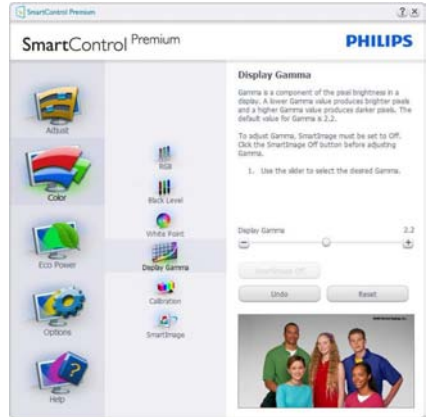 SmartControl Premium
? ×
SmartControl Premium
PHILIPS
Adjust
Color
Eco Power
Options
Help
RGB
Black Level
White Point
Display Gamma
Calibration
SmartImage
Display Gamma
Gamma is a component of the pixel brightness in a
display. A lower Gamma value produces brighter pixels
and a higher Gamma value produces darker pixels. The
default value for Gamma is 2.2.
To adjust Gamma, SmartImage must be set to Off.
Click the SmartImage Off button before adjusting
Gamma.
1. Use the slider to select the desired Gamma.
Display Gamma 2.2
SmartImage Off
Undo Reset